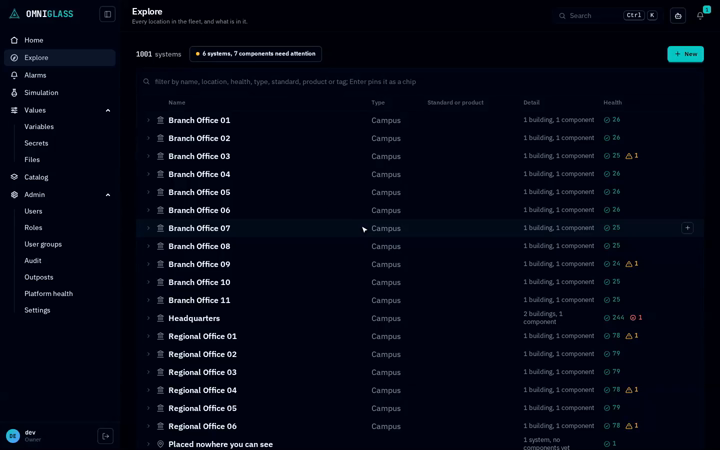 OMNIGLASS
Explore
Every location in the fleet, and what is in it.
Search
Ctrl
K
1
Home
Explore
Alarms
Simulation
Values
Variables
Secrets
Files
Catalog
Admin
Users
Roles
User groups
Audit
Outposts
Platform health
Settings
DE
dev
Owner
1001 systems
6 systems, 7 components need attention
+ New
filter by name, location, health, type, standard, product or tag; Enter pins it as a chip
Name Type Standard or product Detail Health
Branch Office 01 Campus 1 building, 1 component 26
Branch Office 02 Campus 1 building, 1 component 26
Branch Office 03 Campus 1 building, 1 component 25 1
Branch Office 04 Campus 1 building, 1 component 26
Branch Office 05 Campus 1 building, 1 component 26
Branch Office 06 Campus 1 building, 1 component 26
Branch Office 07 Campus 1 building, 1 component 25
Branch Office 08 Campus 1 building, 1 component 25
Branch Office 09 Campus 1 building, 1 component 24 1
Branch Office 10 Campus 1 building, 1 component 25
Branch Office 11 Campus 1 building, 1 component 25
Headquarters Campus 2 buildings, 1 component 244 1
Regional Office 01 Campus 1 building, 1 component 78 1
Regional Office 02 Campus 1 building, 1 component 79
Regional Office 03 Campus 1 building, 1 component 79
Regional Office 04 Campus 1 building, 1 component 78 1
Regional Office 05 Campus 1 building, 1 component 79
Regional Office 06 Campus 1 building, 1 component 78 1
Placed nowhere you can see 1 system, no components yet 1